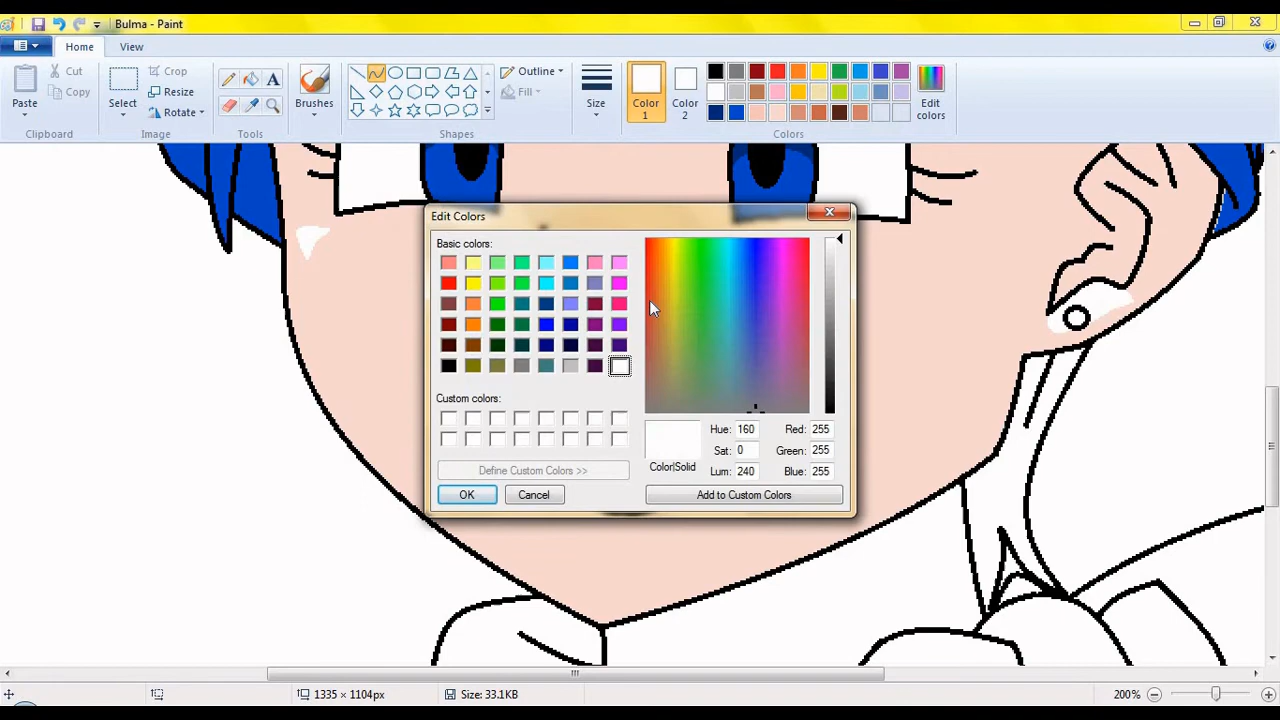 Bulma - Paint
Home View
Cut
Copy
Paste
Clipboard
Select
Crop
Resize
Rotate
Image
Tools
Brushes
Outline
Fill
Shapes
Size
Color 1
Color 2
Edit colors
Colors
Edit Colors
Basic colors:
Custom colors:
Define Custom Colors >>
OK Cancel
Color|Solid
Hue: 160 Red: 255
Sat: 0 Green: 255
Lum: 240 Blue: 255
Add to Custom Colors
1335 × 1104px
Size: 33.1KB
200%